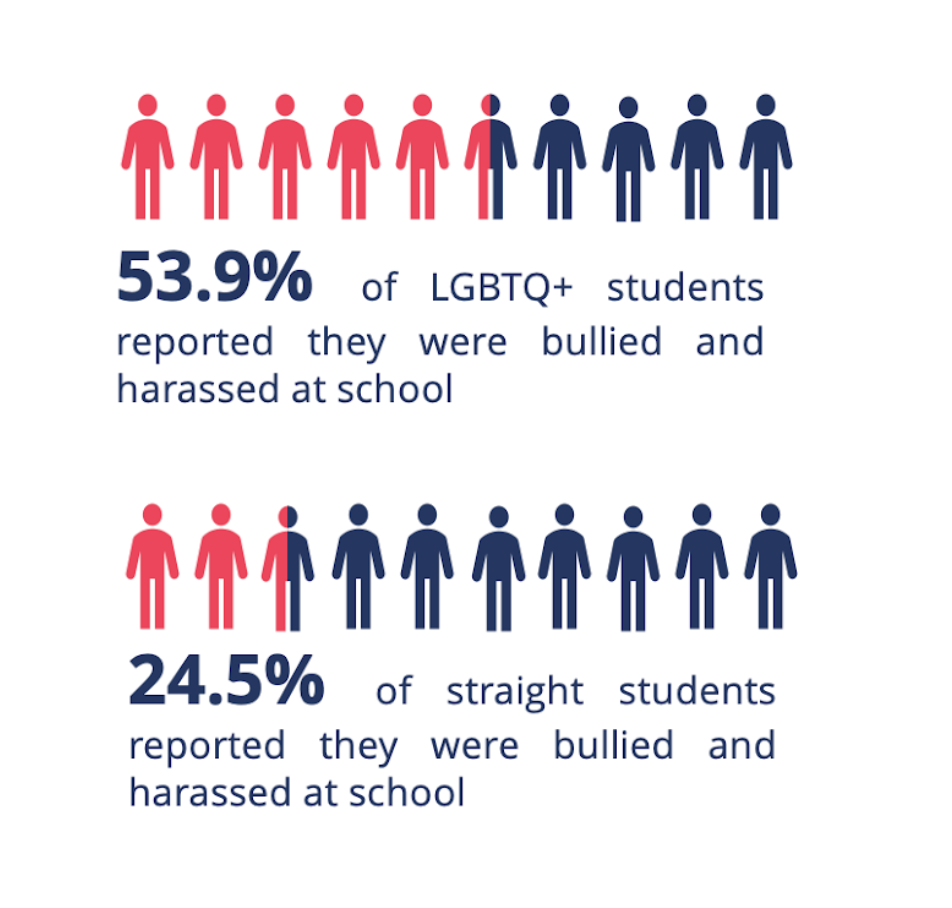 53.9% of LGBTQ+ students
reported they were bullied and
harassed at school
24.5% of straight students
reported they were bullied and
harassed at school